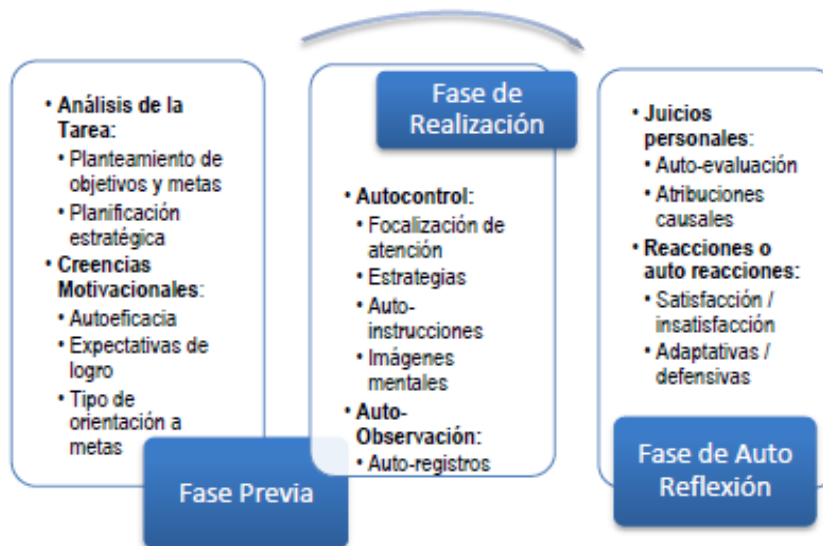 • Análisis de la
Tarea:
• Planteamiento de
objetivos y metas
• Planificación
estratégica
• Creencias
Motivacionales:
• Autoeficacia
• Expectativas de
logro
• Tipo de
orientación a
metas
Fase Previa
Fase de
Realización
• Autocontrol:
• Focalización de
atención
• Estrategias
• Auto-
instrucciones
• Imágenes
mentales
• Auto-
Observación:
• Auto-registros
• Juicios
personales:
• Auto-evaluación
• Atribuciones
causales
• Reacciones o
auto reacciones:
• Satisfacción /
insatisfacción
• Adaptativas /
defensivas
Fase de Auto
Reflexión